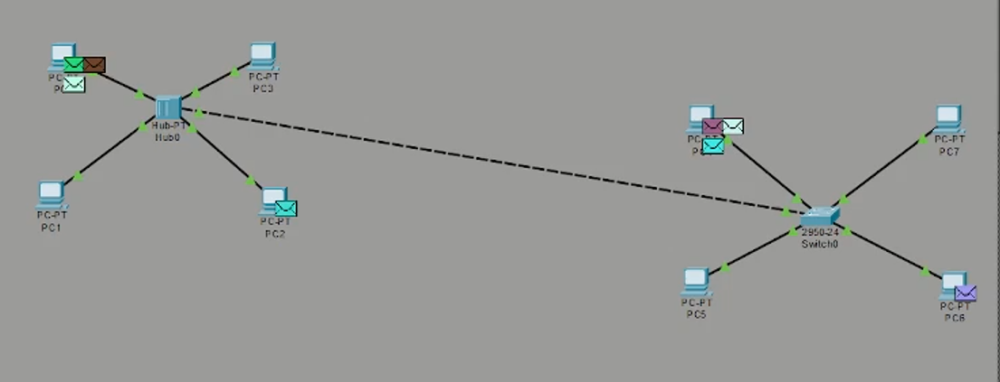 PC-PT
PC3
Hub-PT
Hub0
PC-PT
PC1
PC-PT
PC2
PC-PT
PC7
2950-24
Switch0
PC-PT
PC5
PC-PT
PC6